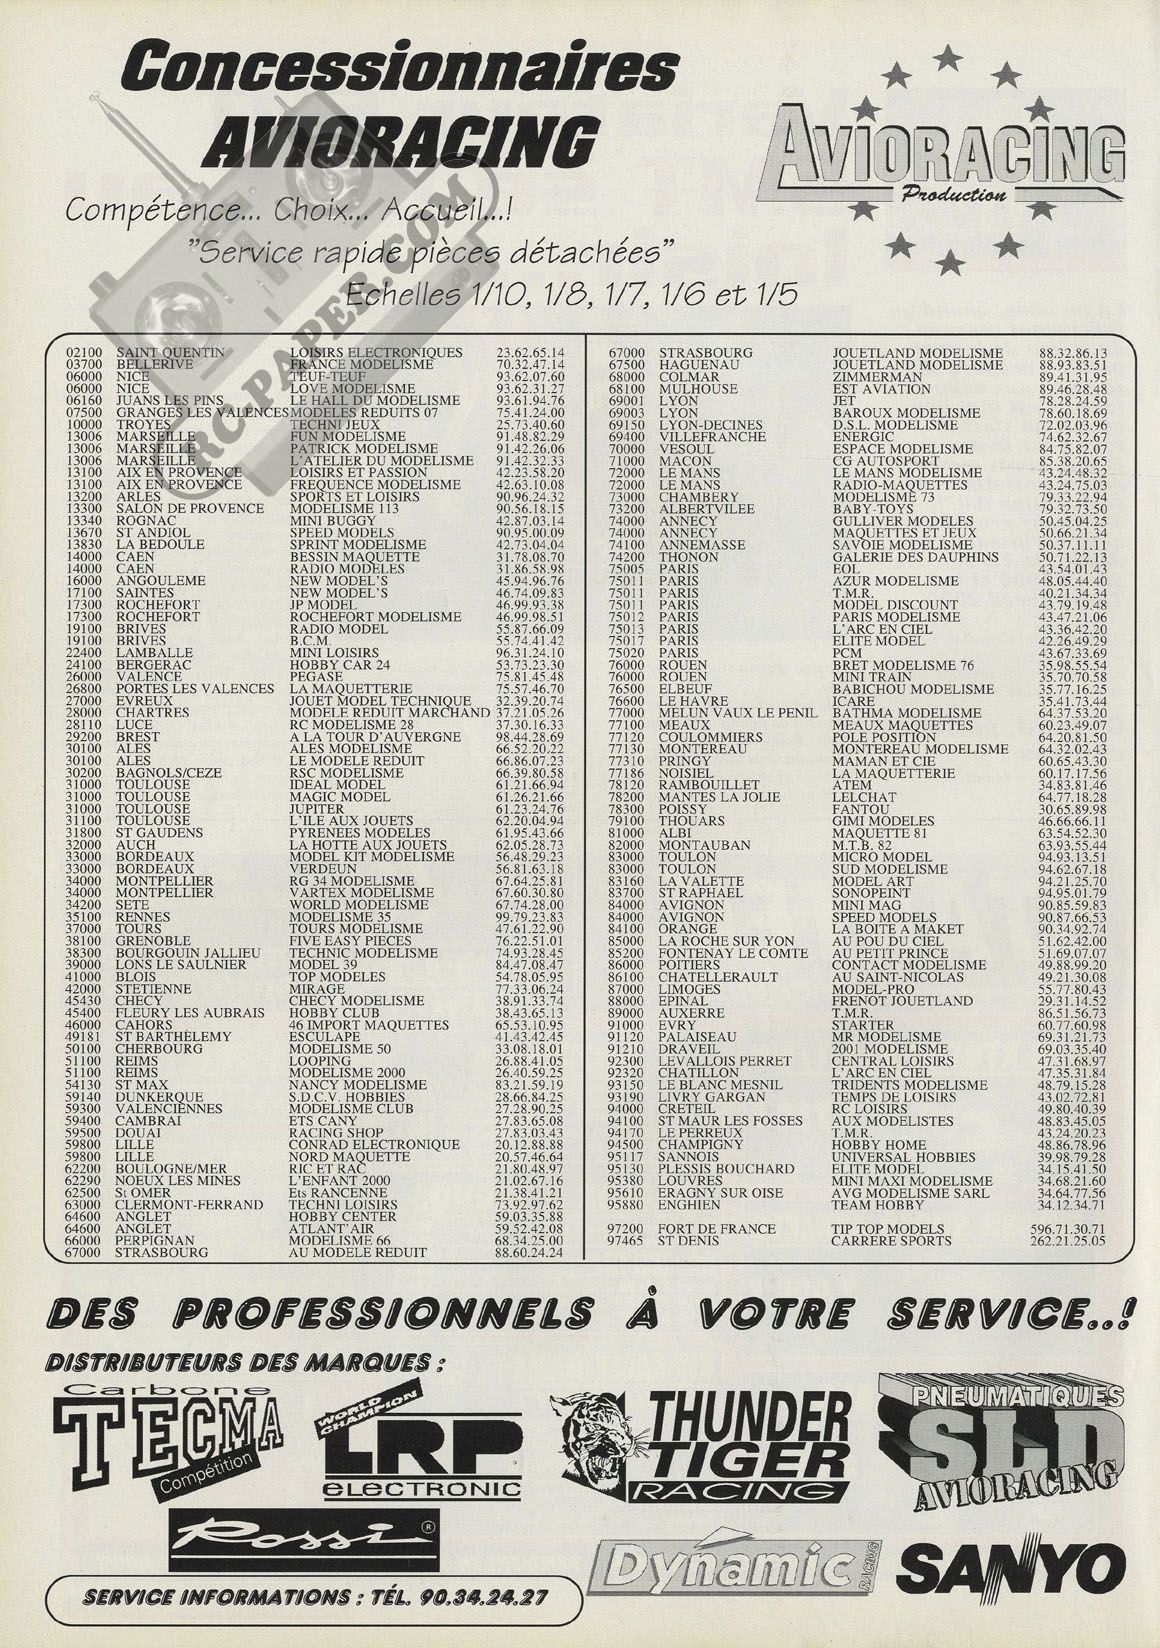 Concessionnaires
AVIORACING
AVIORACING
Production
Compétence... Choix... Accueil...!
"Service rapide pièces détachées"
Echelles 1/10, 1/8, 1/7, 1/6 et 1/5
RC-PAPER.COM
02100 SAINT QUENTIN LOISIRS ELECTRONIQUES 23.62.65.14
03700 BELLERIVE FRANCE MODELISME 70.32.47.14
06000 NICE TEUF-TEUF 93.62.07.60
06000 NICE LOVE MODELISME 93.62.31.27
06160 JUANS LES PINS LE HALL DU MODELISME 93.61.94.76
07500 GRANGES LES VALENCES MODELES REDUITS 07 75.41.24.00
10000 TROYES TECHNI JEUX 25.73.40.60
13006 MARSEILLE FUN MODELISME 91.48.82.29
13006 MARSEILLE PATRICK MODELISME 91.42.26.06
13006 MARSEILLE L'ATELIER DU MODELISME 91.42.32.33
13100 AIX EN PROVENCE LOISIRS ET PASSION 42.23.58.20
13100 AIX EN PROVENCE FREQUENCE MODELISME 42.63.10.08
13200 ARLES SPORTS ET LOISIRS 90.96.24.32
13300 SALON DE PROVENCE MODELISME 113 90.56.18.15
13340 ROGNAC MINI BUGGY 42.87.03.14
13670 ST ANDIOL SPEED MODELS 90.95.00.09
13830 LA BEDOULE SPRINT MODELISME 42.73.04.04
14000 CAEN BESSIN MAQUETTE 31.78.08.70
14000 CAEN RADIO MODELES 31.86.58.98
16000 ANGOULEME NEW MODEL'S 45.94.96.76
17100 SAINTES NEW MODEL'S 46.74.09.83
17300 ROCHEFORT JP MODEL 46.99.93.38
17300 ROCHEFORT ROCHEFORT MODELISME 46.99.98.51
19100 BRIVES RADIO MODEL 55.87.66.09
19100 BRIVES B.C.M. 55.74.41.42
22400 LAMBALLE MINI LOISIRS 96.31.24.10
24100 BERGERAC HOBBY CAR 24 53.73.23.30
26000 VALENCE PEGASE 75.81.45.48
26800 PORTES LES VALENCES LA MAQUETTERIE 75.57.46.70
27000 EVREUX JOUET MODEL TECHNIQUE 32.39.20.74
28000 CHARTRES MODELE REDUIT MARCHAND 37.21.05.26
28110 LUCE RC MODELISME 28 37.30.16.33
29200 BREST A LA TOUR D'AUVERGNE 98.44.28.69
30100 ALES ALES MODELISME 66.52.20.22
30100 ALES LE MODELE REDUIT 66.86.07.23
30200 BAGNOLS/CEZE RSC MODELISME 66.39.80.58
31000 TOULOUSE IDEAL MODEL 61.21.66.94
31000 TOULOUSE MAGIC MODEL 61.26.21.66
31000 TOULOUSE JUPITER 61.23.24.76
31100 TOULOUSE L'ILE AUX JOUETS 62.20.04.94
31800 ST GAUDENS PYRENEES MODELES 61.95.43.66
32000 AUCH LA HOTTE AUX JOUETS 62.05.28.73
33000 BORDEAUX MODEL KIT MODELISME 56.48.29.23
33000 BORDEAUX VERDEUN 56.81.63.18
34000 MONTPELLIER RG 34 MODELISME 67.64.25.81
34000 MONTPELLIER VARTEX MODELISME 67.60.30.80
34200 SETE WORLD MODELISME 67.74.28.00
35100 RENNES MODELISME 35 99.79.23.83
37000 TOURS TOURS MODELISME 47.61.22.90
38100 GRENOBLE FIVE EASY PIECES 76.22.51.01
38300 BOURGOUIN JALLIEU TECHNIC MODELISME 74.93.28.45
39000 LONS LE SAULNIER MODEL 39 84.47.08.47
41000 BLOIS TOP MODELES 54.78.05.95
42000 STETIENNE MIRAGE 77.33.06.24
45430 CHECY CHECY MODELISME 38.91.33.74
45400 FLEURY LES AUBRAIS HOBBY CLUB 38.43.65.13
46000 CAHORS 46 IMPORT MAQUETTES 65.53.10.95
49181 ST BARTHELEMY ESCULAPE 41.43.42.45
50100 CHERBOURG MODELISME 50 33.08.18.01
51100 REIMS LOOPING 26.88.41.05
51100 REIMS MODELISME 2000 26.40.59.25
54130 ST MAX NANCY MODELISME 83.21.59.19
59140 DUNKERQUE S.D.C.V. HOBBIES 28.66.84.25
59300 VALENCIENNES MODELISME CLUB 27.28.90.25
59400 CAMBRAI ETS CANY 27.83.65.08
59500 DOUAI RACING SHOP 27.83.03.43
59800 LILLE CONRAD ELECTRONIQUE 20.12.88.88
59800 LILLE NORD MAQUETTE 20.57.46.64
62200 BOULOGNE/MER RIC ET RAC 21.80.48.97
62290 NOEUX LES MINES L'ENFANT 2000 21.02.67.16
62500 St OMER Ets RANCENNE 21.38.41.21
63000 CLERMONT-FERRAND TECHNI LOISIRS 73.92.97.62
64600 ANGLET HOBBY CENTER 59.03.35.88
64600 ANGLET ATLANT'AIR 59.52.42.08
66000 PERPIGNAN MODELISME 66 68.34.25.00
67000 STRASBOURG AU MODELE REDUIT 88.60.24.24
67000 STRASBOURG JOUETLAND MODELISME 88.32.86.13
67500 HAGUENAU JOUETLAND MODELISME 88.93.83.51
68000 COLMAR ZIMMERMAN 89.41.31.95
68100 MULHOUSE EST AVIATION 89.46.28.48
69001 LYON JET 78.28.24.59
69003 LYON BAROUX MODELISME 78.60.18.69
69150 LYON-DECINES D.S.L. MODELISME 72.02.03.96
69400 VILLEFRANCHE ENERGIC 74.62.32.67
70000 VESOUL ESPACE MODELISME 84.75.82.07
71000 MACON CG AUTOSPORT 85.38.20.65
72000 LE MANS LE MANS MODELISME 43.24.48.32
72000 LE MANS RADIO-MAQUETTES 43.24.75.03
73000 CHAMBERY MODELISME 73 79.33.22.94
73200 ALBERTVILEE BABY-TOYS 79.32.73.50
74000 ANNECY GULLIVER MODELES 50.45.04.25
74000 ANNECY MAQUETTES ET JEUX 50.66.21.34
74100 ANNEMASSE SAVOIE MODELISME 50.37.11.11
74200 THONON GALERIE DES DAUPHINS 50.71.22.13
75005 PARIS EOL 43.54.01.43
75011 PARIS AZUR MODELISME 48.05.44.40
75011 PARIS T.M.R. 40.21.34.34
75011 PARIS MODEL DISCOUNT 43.79.19.48
75012 PARIS PARIS MODELISME 43.47.21.06
75013 PARIS L'ARC EN CIEL 43.36.42.20
75017 PARIS ELITE MODEL 42.26.49.29
75020 PARIS PCM 43.67.33.69
76000 ROUEN BRET MODELISME 76 35.98.55.54
76000 ROUEN MINI TRAIN 35.70.70.58
76500 ELBEUF BABICHOU MODELISME 35.77.16.25
76600 LE HAVRE ICARE 35.41.73.44
77000 MELUN VAUX LE PENIL BATHMA MODELISME 64.37.53.20
77100 MEAUX MEAUX MAQUETTES 60.23.49.07
77120 COULOMMIERS POLE POSITION 64.20.81.50
77130 MONTEREAU MONTEREAU MODELISME 64.32.02.43
77310 PRINGY MAMAN ET CIE 60.65.43.30
77186 NOISIEL LA MAQUETTERIE 60.17.17.56
78120 RAMBOUILLET ATEM 34.83.81.46
78200 MANTES LA JOLIE LELCHAT 64.77.18.28
78300 POISSY FANTOU 30.65.89.98
79100 THOUARS GIMI MODELES 46.66.66.11
81000 ALBI MAQUETTE 81 63.54.52.30
82000 MONTAUBAN M.T.B. 82 63.93.55.44
83000 TOULON MICRO MODEL 94.93.13.51
83000 TOULON SUD MODELISME 94.62.67.18
83160 LA VALETTE MODEL ART 94.21.25.70
83700 ST RAPHAEL SONOPEINT 94.95.01.79
84000 AVIGNON MINI MAG 90.85.59.83
84000 AVIGNON SPEED MODELS 90.87.66.53
84100 ORANGE LA BOITE A MAKET 90.34.92.74
85000 LA ROCHE SUR YON AU POU DU CIEL 51.62.42.00
85200 FONTENAY LE COMTE AU PETIT PRINCE 51.69.07.07
86000 POITIERS CONTACT MODELISME 49.88.99.20
86100 CHATELLERAULT AU SAINT-NICOLAS 49.21.30.08
87000 LIMOGES MODEL-PRO 55.77.80.43
88000 EPINAL FRENOT JOUETLAND 29.31.14.52
89000 AUXERRE T.M.R. 86.51.56.73
91000 EVRY STARTER 60.77.60.98
91120 PALAISEAU MR MODELISME 69.31.21.73
91210 DRAVEIL 2001 MODELISME 69.03.35.40
92300 LEVALLOIS PERRET CENTRAL LOISIRS 47.31.68.97
92320 CHATILLON L'ARC EN CIEL 47.35.31.84
93150 LE BLANC MESNIL TRIDENTS MODELISME 48.79.15.28
93190 LIVRY GARGAN TEMPS DE LOISIRS 43.02.72.81
94000 CRETEIL RC LOISIRS 49.80.40.39
94100 ST MAUR LES FOSSES AUX MODELISTES 48.83.45.05
94170 LE PERREUX T.M.R. 43.24.20.23
94500 CHAMPIGNY HOBBY HOME 48.86.78.96
95117 SANNOIS UNIVERSAL HOBBIES 39.98.79.28
95130 PLESSIS BOUCHARD ELITE MODEL 34.15.41.50
95380 LOUVRES MINI MAXI MODELISME 34.68.21.60
95610 ERAGNY SUR OISE AVG MODELISME SARL 34.64.77.56
95880 ENGHIEN TEAM HOBBY 34.12.34.71
97200 FORT DE FRANCE TIP TOP MODELS 596.71.30.71
97465 ST DENIS CARRERE SPORTS 262.21.25.05
DES PROFESSIONNELS À VOTRE SERVICE..!
DISTRIBUTEURS DES MARQUES :
Carbone
TECMA
Compétition
WORLD CHAMPION
LRP
eLECTRONIC
THUNDER
TIGER
RACING
PNEUMATIQUES
SLD
AVIORACING
Rossi ®
Dynamic
RACING
SANYO
SERVICE INFORMATIONS : TÉL. 90.34.24.27